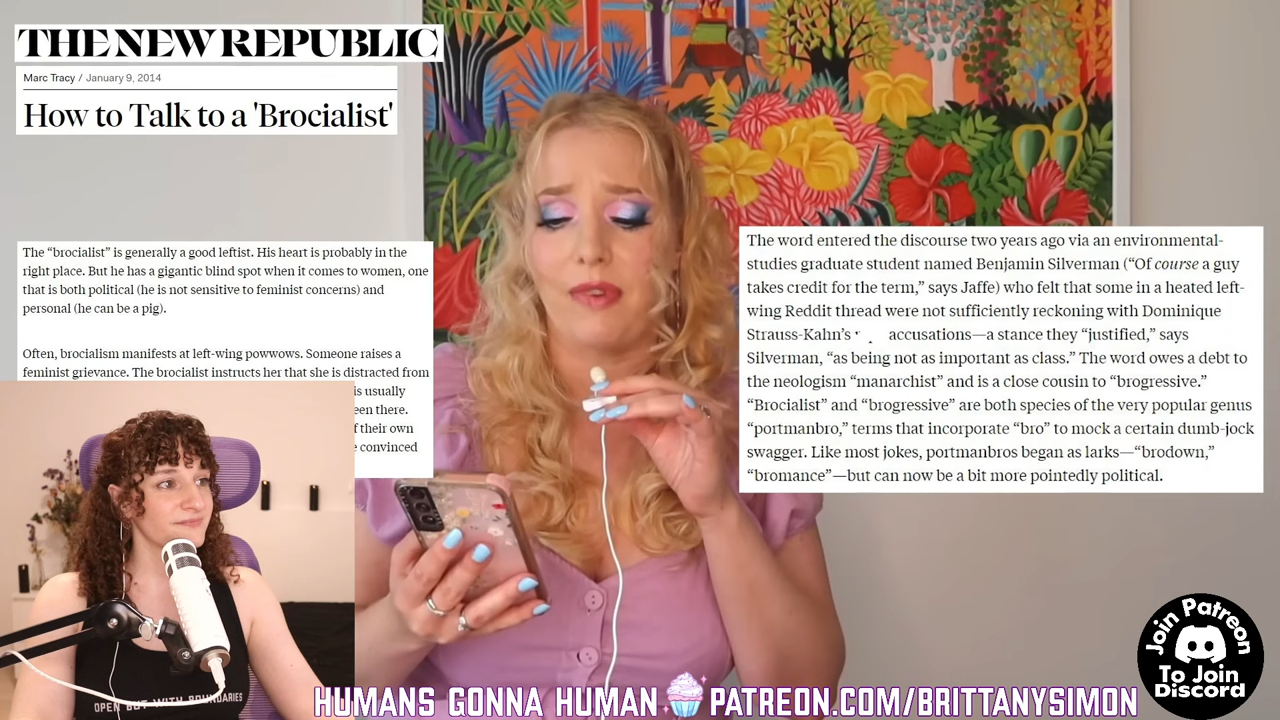 THE NEW REPUBLIC
Marc Tracy / January 9, 2014
How to Talk to a 'Brocialist'
The “brocialist” is generally a good leftist. His heart is probably in the
right place. But he has a gigantic blind spot when it comes to women, one
that is both political (he is not sensitive to feminist concerns) and
personal (he can be a pig).
Often, brocialism manifests at left-wing powwows. Someone raises a
feminist grievance. The brocialist instructs her that she is distracted from
is usually
een there.
f their own
e convinced
The word entered the discourse two years ago via an environmental-
studies graduate student named Benjamin Silverman (“Of course a guy
takes credit for the term,” says Jaffe) who felt that some in a heated left-
wing Reddit thread were not sufficiently reckoning with Dominique
Strauss-Kahn’s accusations—a stance they “justified,” says
Silverman, “as being not as important as class.” The word owes a debt to
the neologism “manarchist” and is a close cousin to “brogressive.”
“Brocialist” and “brogressive” are both species of the very popular genus
“portmanbro,” terms that incorporate “bro” to mock a certain dumb-jock
swagger. Like most jokes, portmanbros began as larks—“brodown,”
“bromance”—but can now be a bit more pointedly political.
OPEN BUT WITH BOUNDARIES
Join Patreon
To Join
Discord
HUMANS GONNA HUMAN PATREON.COM/BRITTANYSIMON